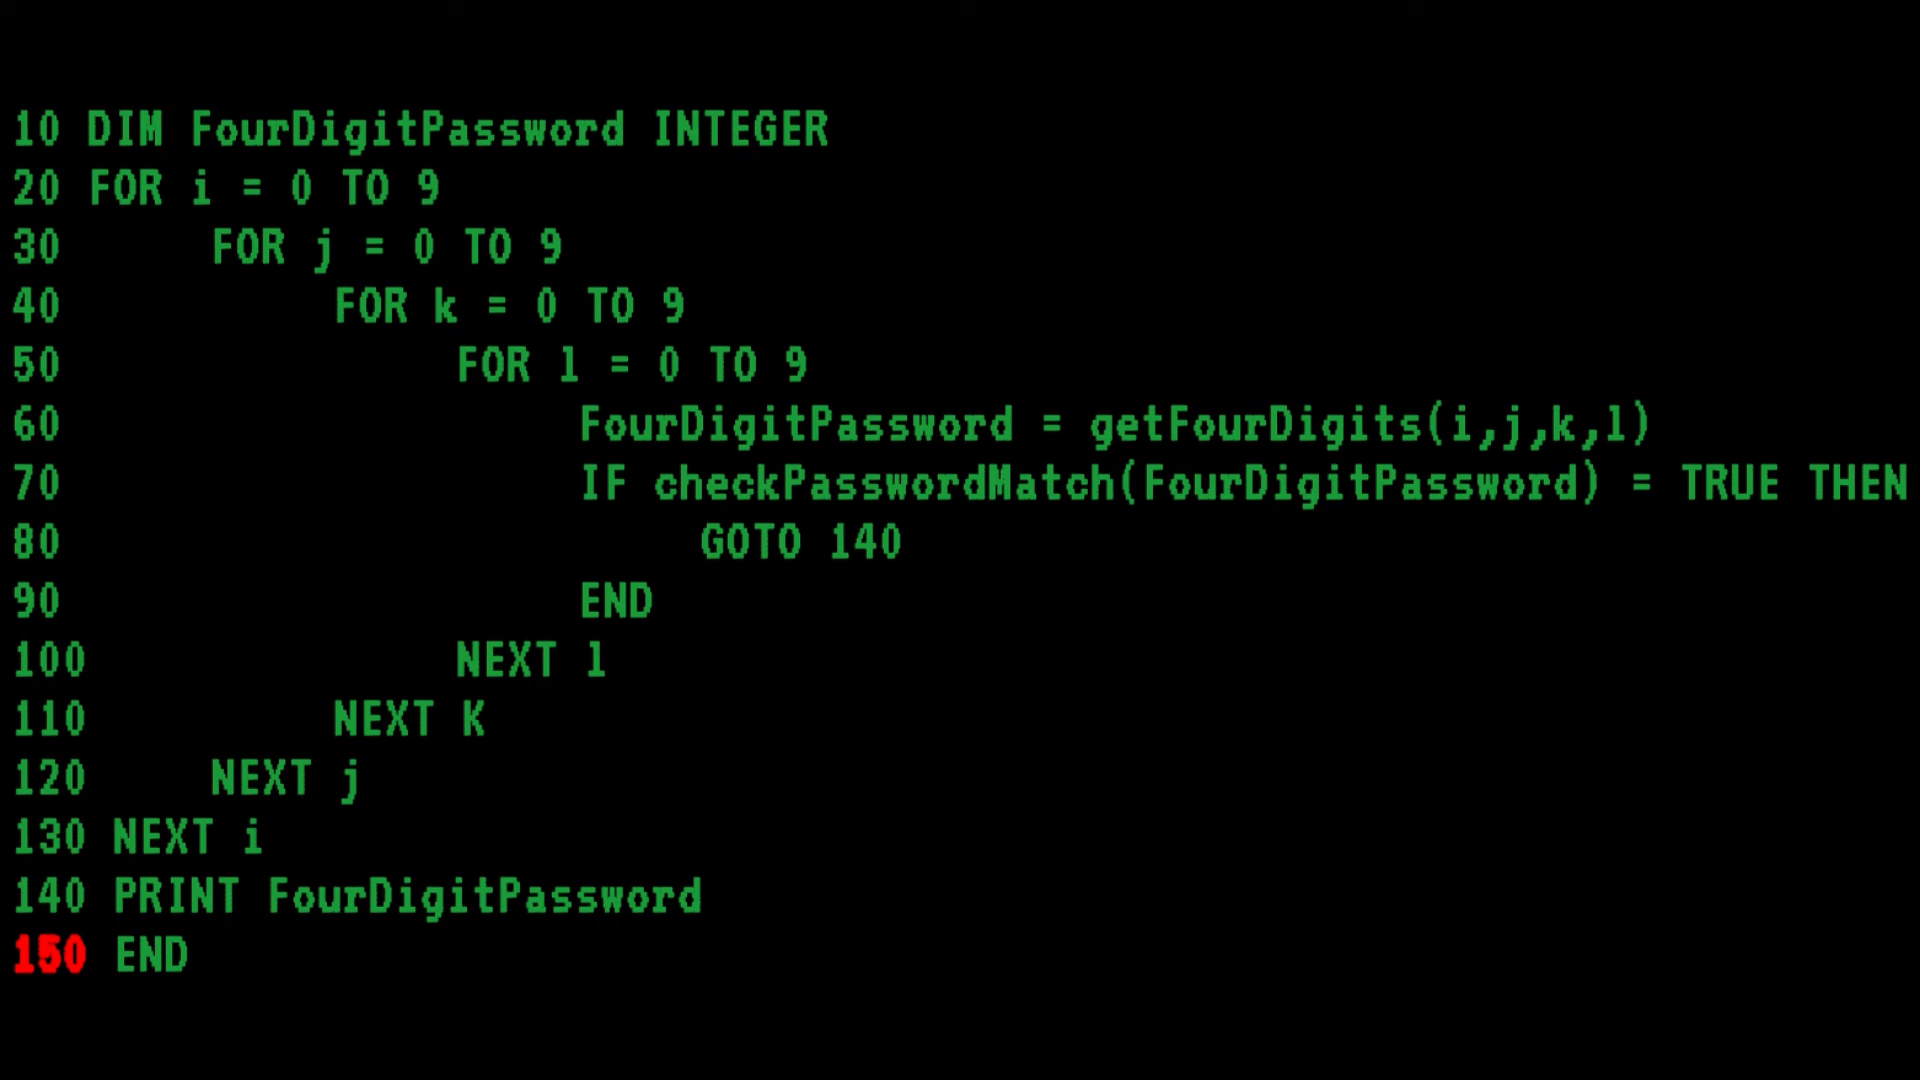 10 DIM FourDigitPassword INTEGER
20 FOR i = 0 TO 9
30 FOR j = 0 TO 9
40 FOR k = 0 TO 9
50 FOR l = 0 TO 9
60 FourDigitPassword = getFourDigits(i,j,k,l)
70 IF checkPasswordMatch(FourDigitPassword) = TRUE THEN
80 GOTO 140
90 END
100 NEXT l
110 NEXT K
120 NEXT j
130 NEXT i
140 PRINT FourDigitPassword
150 END